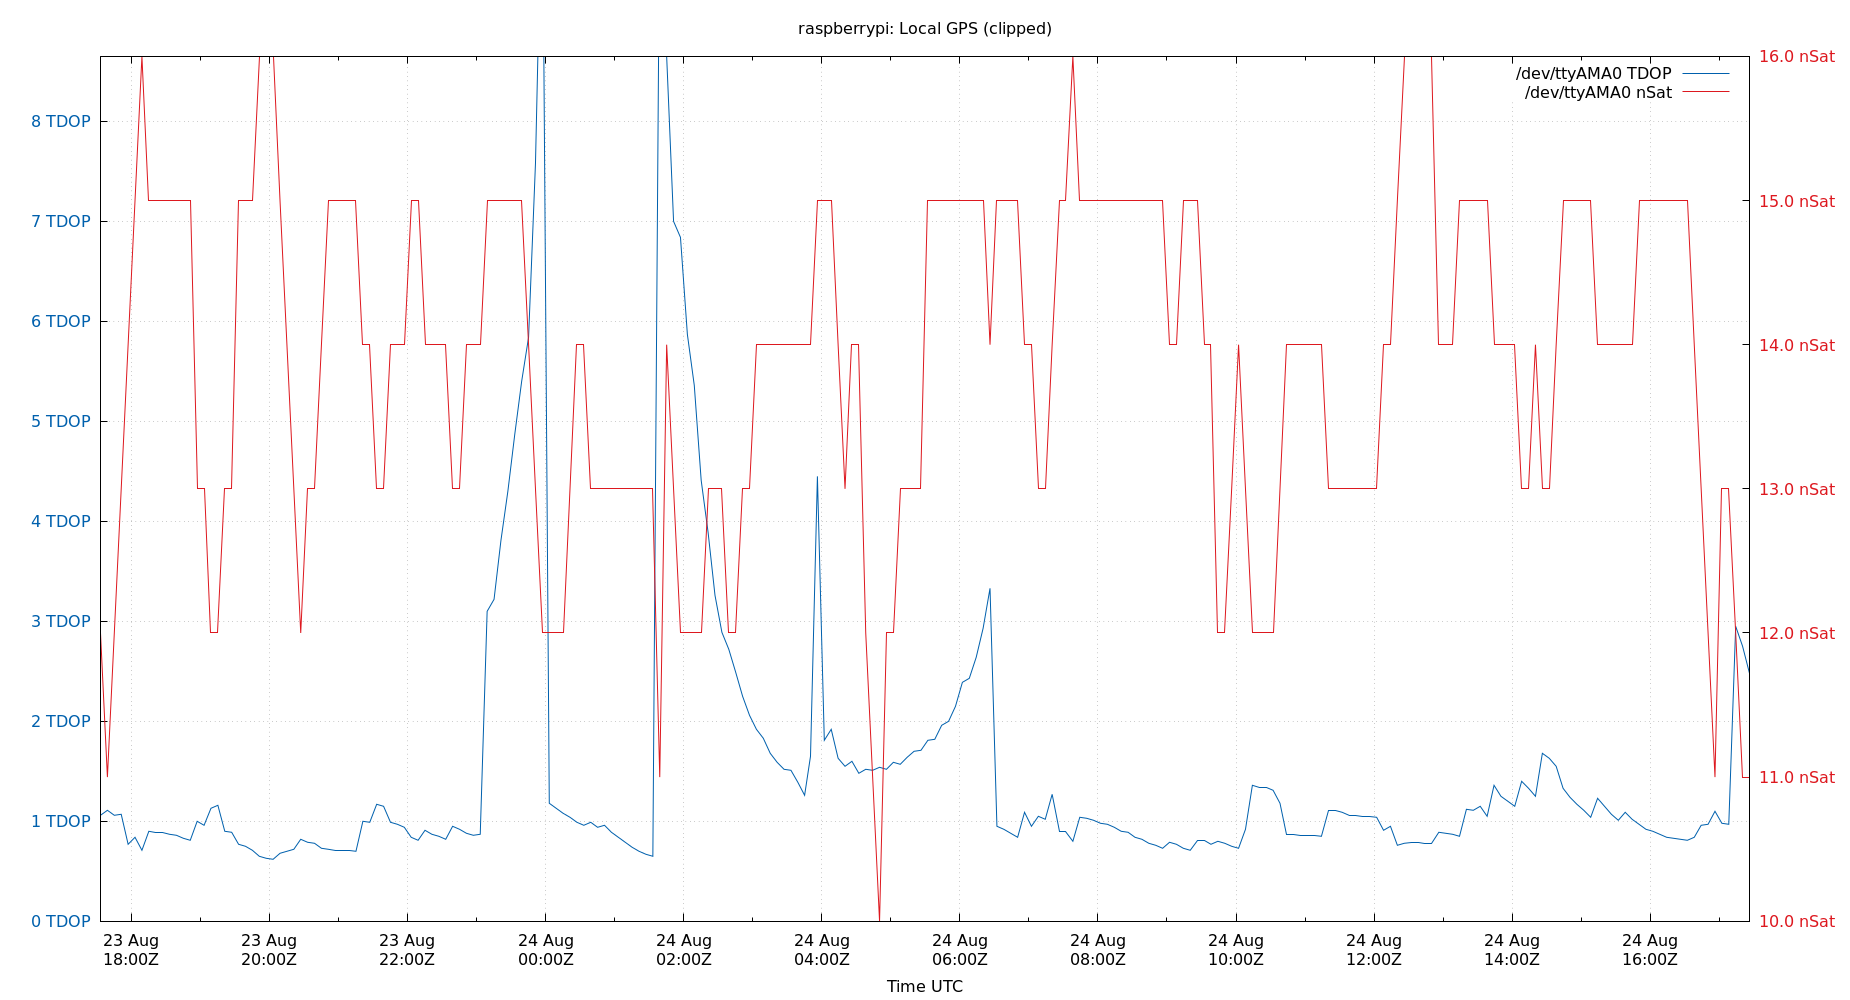 raspberrypi: Local GPS (clipped)
/dev/ttyAMA0 TDOP
/dev/ttyAMA0 nSat
8 TDOP
7 TDOP
6 TDOP
5 TDOP
4 TDOP
3 TDOP
2 TDOP
1 TDOP
0 TDOP
16.0 nSat
15.0 nSat
14.0 nSat
13.0 nSat
12.0 nSat
11.0 nSat
10.0 nSat
23 Aug 23 Aug 23 Aug 24 Aug 24 Aug 24 Aug 24 Aug 24 Aug 24 Aug 24 Aug 24 Aug 24 Aug
18:00Z 20:00Z 22:00Z 00:00Z 02:00Z 04:00Z 06:00Z 08:00Z 10:00Z 12:00Z 14:00Z 16:00Z
Time UTC